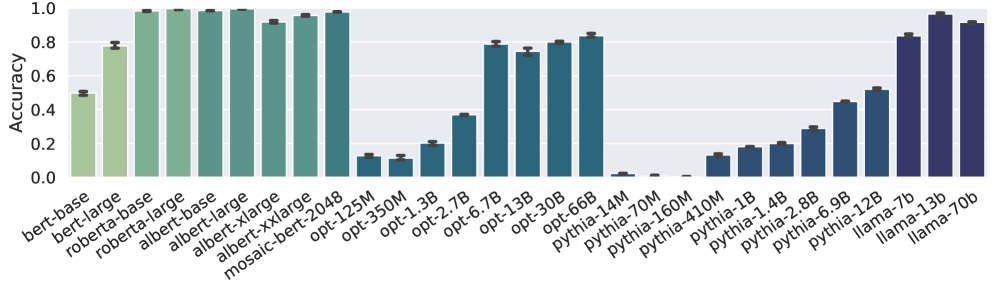 Accuracy
1.0
0.8
0.6
0.4
0.2
0.0
bert-base
bert-large
roberta-base
roberta-large
albert-base
albert-large
albert-xlarge
albert-xxlarge
mosaic-bert-2048
opt-125M
opt-350M
opt-1.3B
opt-2.7B
opt-6.7B
opt-13B
opt-30B
opt-66B
pythia-14M
pythia-70M
pythia-160M
pythia-410M
pythia-1B
pythia-1.4B
pythia-2.8B
pythia-6.9B
pythia-12B
llama-7b
llama-13b
llama-70b